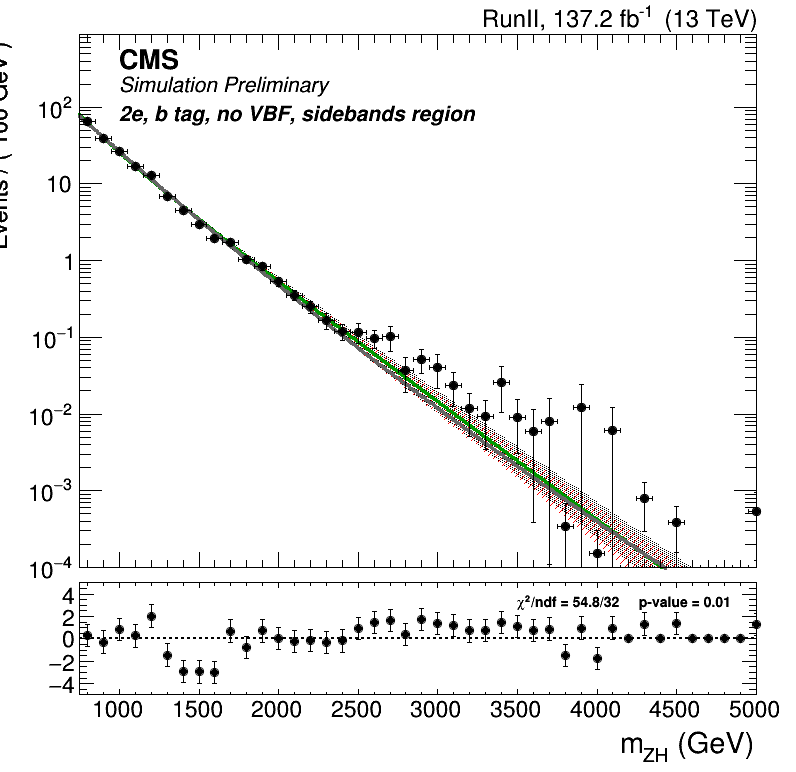 RunII, 137.2 fb⁻¹ (13 TeV)
CMS
Simulation Preliminary
2e, b tag, no VBF, sidebands region
Events / ( 100 GeV )
10²
10
1
10⁻¹
10⁻²
10⁻³
10⁻⁴
χ²/ndf = 54.8/32 p-value = 0.01
4
2
0
−2
−4
1000 1500 2000 2500 3000 3500 4000 4500 5000
m_ZH (GeV)